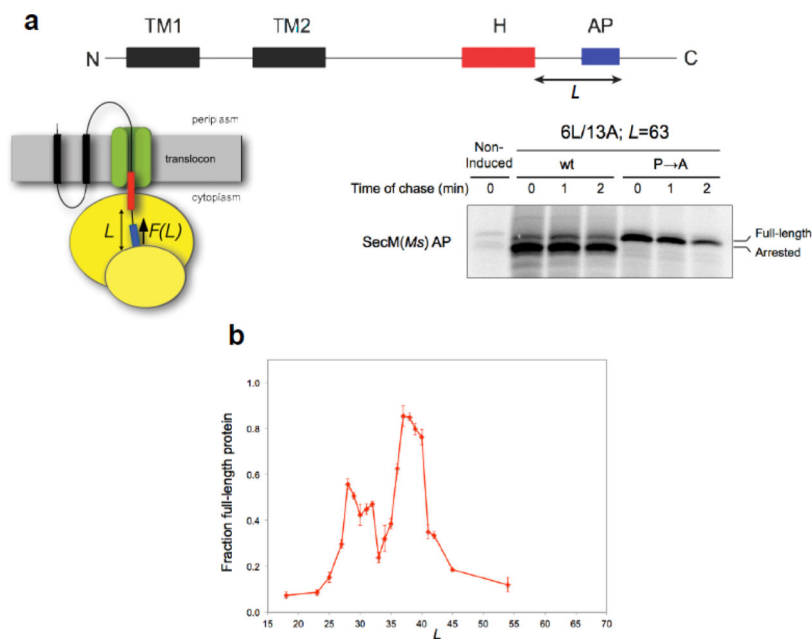 a
TM1 TM2 H AP
N C
L
periplasm
translocon
cytoplasm
L F(L)
6L/13A; L=63
Non-Induced wt P→A
Time of chase (min) 0 0 1 2 0 1 2
SecM(Ms) AP
Full-length
Arrested
b
1.0
0.8
0.6
0.4
0.2
0
Fraction full-length protein
15 20 25 30 35 40 45 50 55 60 65 70
L